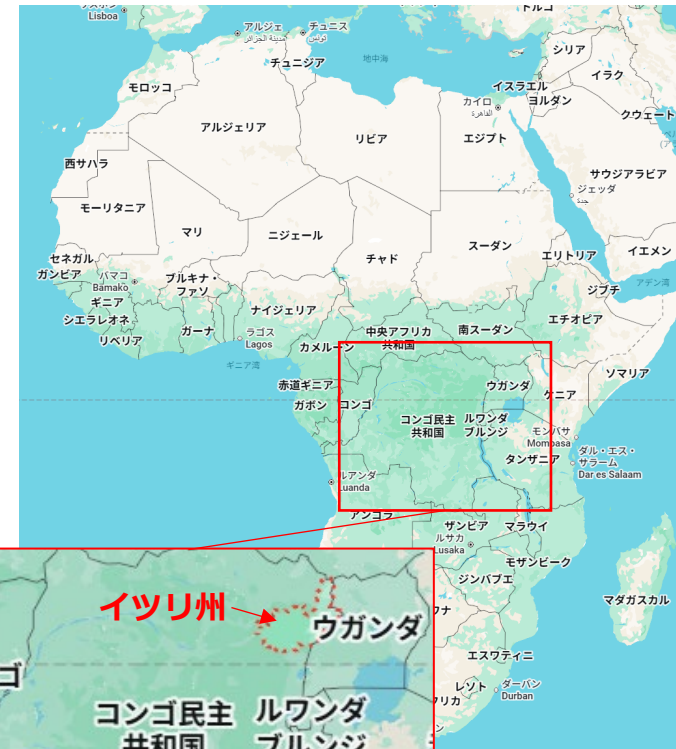 Lisboa
アルジェ
チュニス
تونس
トルコ
チュニジア
地中海
シリア
モロッコ
イスラエル
イラク
カイロ
القاهرة
ヨルダン
クウェート
アルジェリア
リビア
エジプト
西サハラ
サウジアラビア
ジェッダ
جدة
モーリタニア
マリ
ニジェール
チャド
スーダン
エリトリア
イエメン
セネガル
ガンビア
バマコ
Bamako
ブルキナ・
ファソ
アデン湾
ジブチ
ギニア
ナイジェリア
シエラレオネ
ガーナ
ラゴス
Lagos
中央アフリカ
共和国
南スーダン
エチオピア
リベリア
カメルーン
ギニア湾
ソマリア
赤道ギニア
ウガンダ
ケニア
ガボン
コンゴ
コンゴ民主
共和国
ルワンダ
ブルンジ
モンバサ
Mombasa
タンザニア
ダル・エス・
サラーム
Dar es Salaam
ルアンダ
Luanda
アンゴラ
ザンビア
マラウイ
ルサカ
Lusaka
モザンビーク
ジンバブエ
マダガスカル
エスワティニ
レソト
ダーバン
Durban
イツリ州
ウガンダ
コンゴ民主
共和国
ルワンダ
ブルンジ